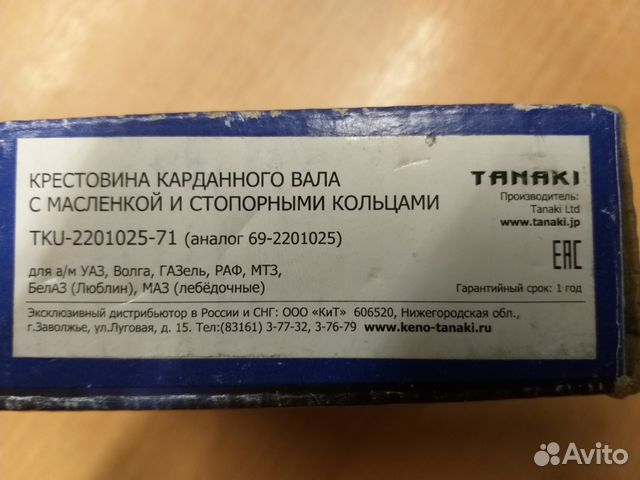 КРЕСТОВИНА КАРДАННОГО ВАЛА
С МАСЛЕНКОЙ И СТОПОРНЫМИ КОЛЬЦАМИ
TKU-2201025-71 (аналог 69-2201025)
для а/м УАЗ, Волга, ГАЗель, РАФ, МТЗ,
БелАЗ (Люблин), МАЗ (лебёдочные)
TANAKI
Производитель:
Tanaki Ltd
www.tanaki.jp
EAC
Гарантийный срок: 1 год
Эксклюзивный дистрибьютор в России и СНГ: ООО «КиТ» 606520, Нижегородская обл.,
г.Заволжье, ул.Луговая, д. 15. Тел:(83161) 3-77-32, 3-76-79 www.keno-tanaki.ru
Avito